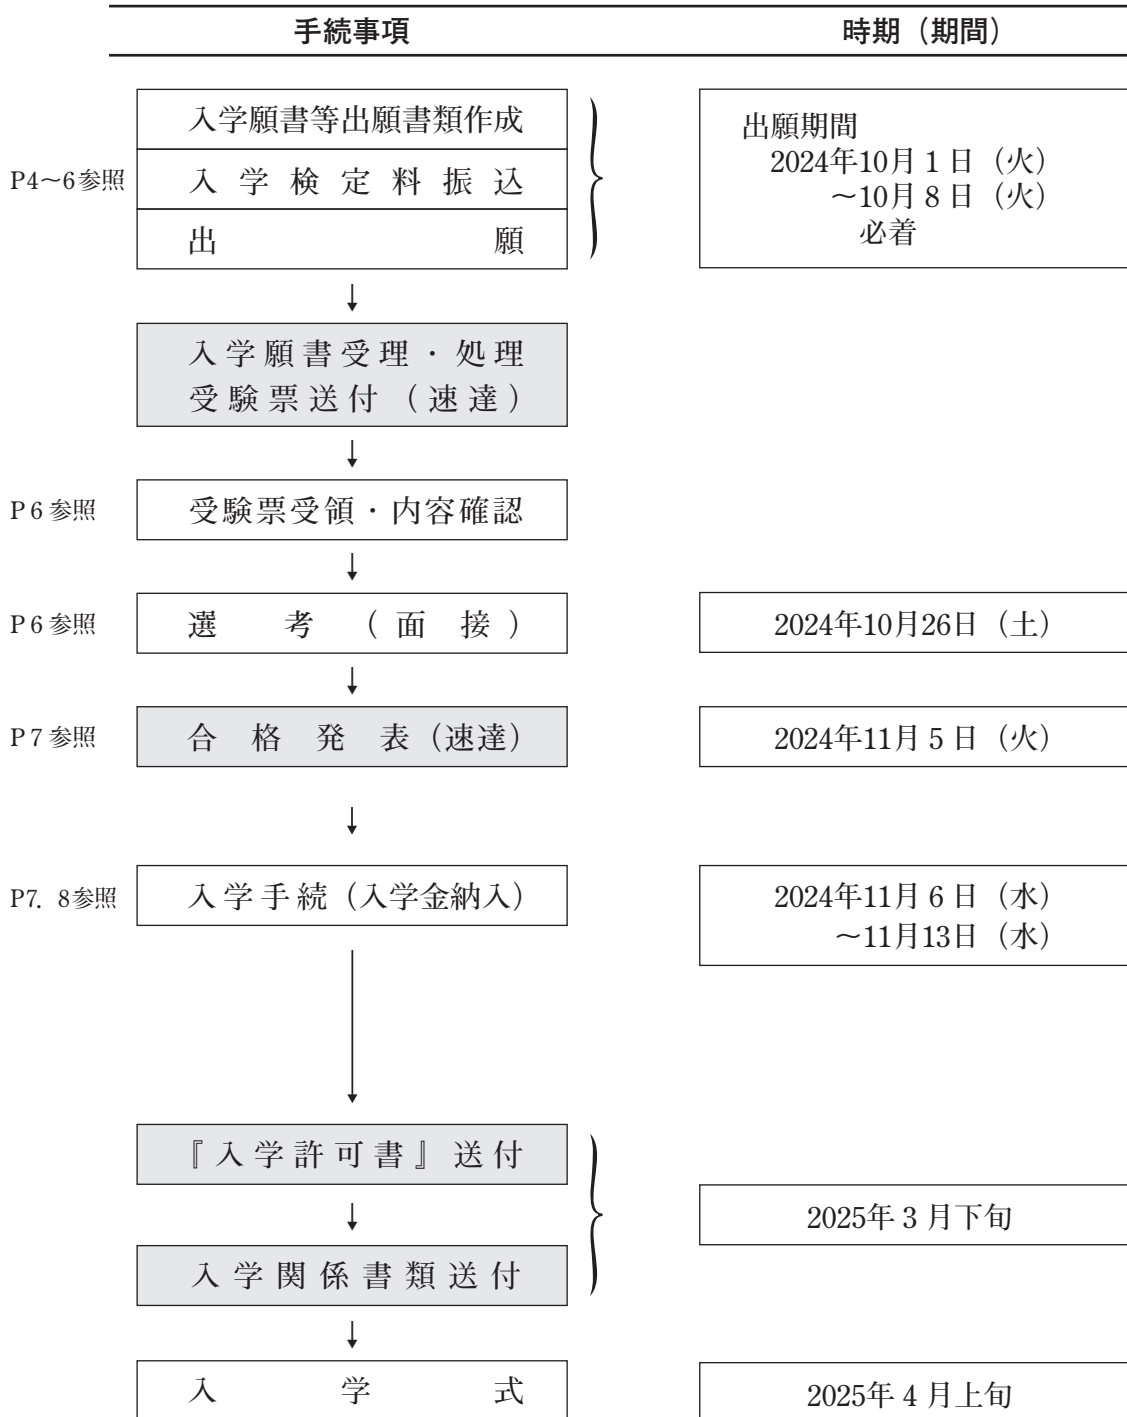 手続事項
時期（期間）
P4〜6参照
入学願書等出願書類作成
入学検定料振込
出願
出願期間
2024年10月1日（火）
〜10月8日（火）
必着
↓
入学願書受理・処理
受験票送付（速達）
↓
P6参照
受験票受領・内容確認
↓
P6参照
選考（面接）
2024年10月26日（土）
↓
P7参照
合格発表（速達）
2024年11月5日（火）
↓
P7．8参照
入学手続（入学金納入）
2024年11月6日（水）
〜11月13日（水）
↓
『入学許可書』送付
↓
入学関係書類送付
2025年3月下旬
↓
入学式
2025年4月上旬